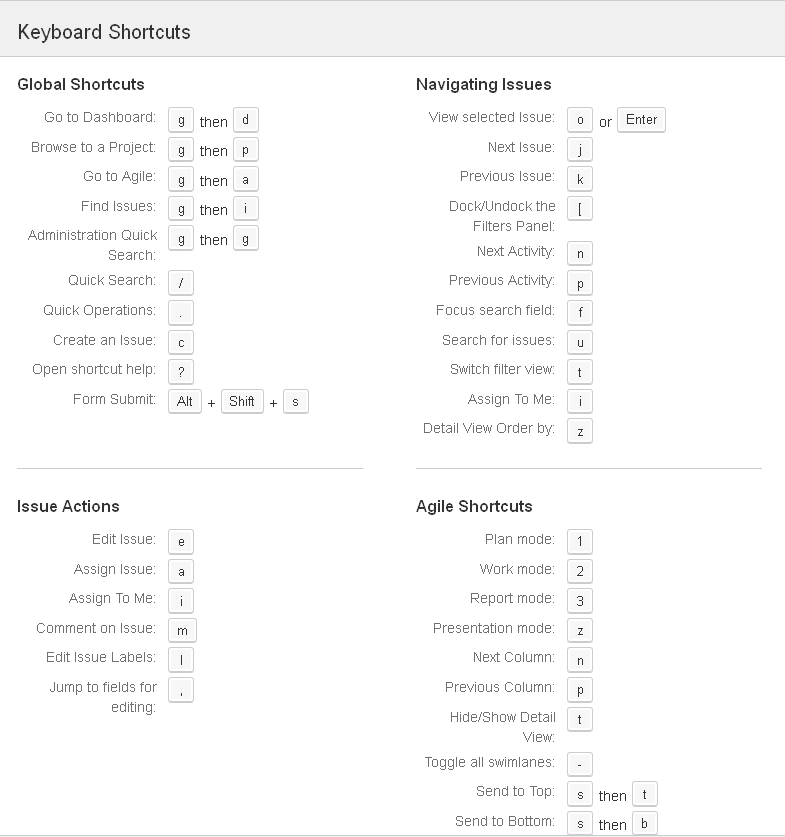 Keyboard Shortcuts
Global Shortcuts
Go to Dashboard: g then d
Browse to a Project: g then p
Go to Agile: g then a
Find Issues: g then i
Administration Quick
Search: g then g
Quick Search: /
Quick Operations: .
Create an Issue: c
Open shortcut help: ?
Form Submit: Alt + Shift + s
Navigating Issues
View selected Issue: o or Enter
Next Issue: j
Previous Issue: k
Dock/Undock the
Filters Panel: [
Next Activity: n
Previous Activity: p
Focus search field: f
Search for issues: u
Switch filter view: t
Assign To Me: i
Detail View Order by: z
Issue Actions
Edit Issue: e
Assign Issue: a
Assign To Me: i
Comment on Issue: m
Edit Issue Labels: l
Jump to fields for
editing: ,
Agile Shortcuts
Plan mode: 1
Work mode: 2
Report mode: 3
Presentation mode: z
Next Column: n
Previous Column: p
Hide/Show Detail
View: t
Toggle all swimlanes: -
Send to Top: s then t
Send to Bottom: s then b